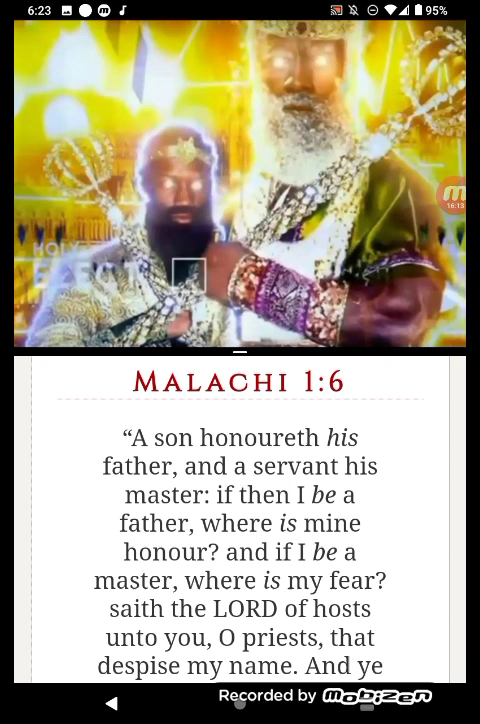 6:23
95%
16:13
HOLY
ELECT
MALACHI 1:6
“A son honoureth his
father, and a servant his
master: if then I be a
father, where is mine
honour? and if I be a
master, where is my fear?
saith the LORD of hosts
unto you, O priests, that
despise my name. And ye
Recorded by Mobizen